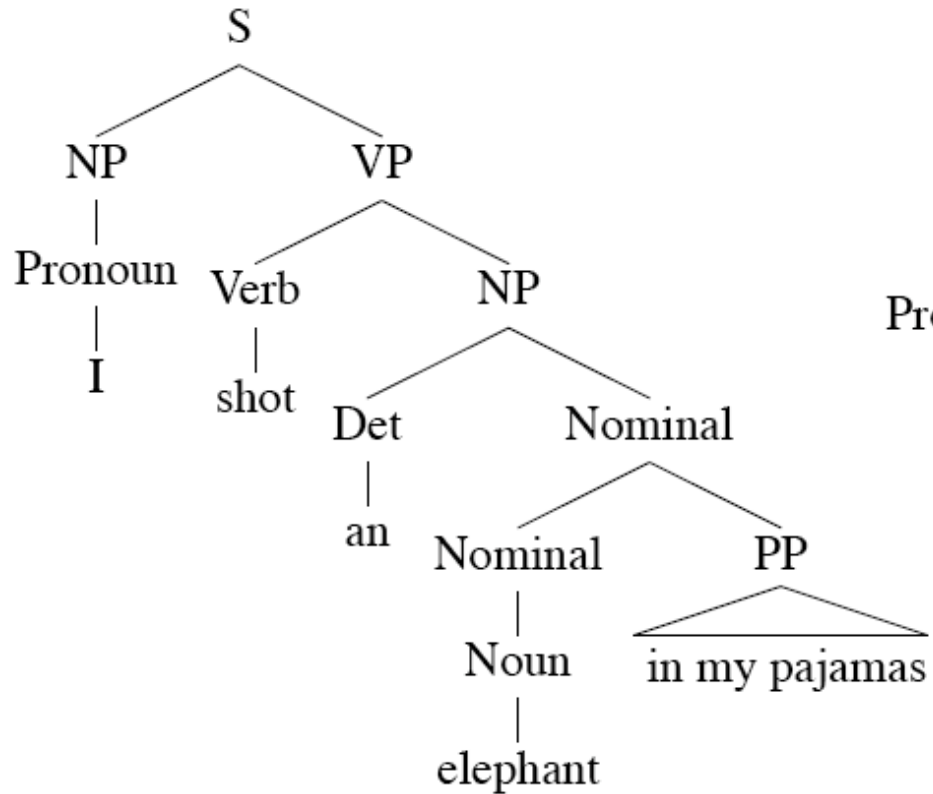 S
NP VP
Pronoun Verb NP
I shot Det Nominal
an Nominal PP
Noun in my pajamas
elephant